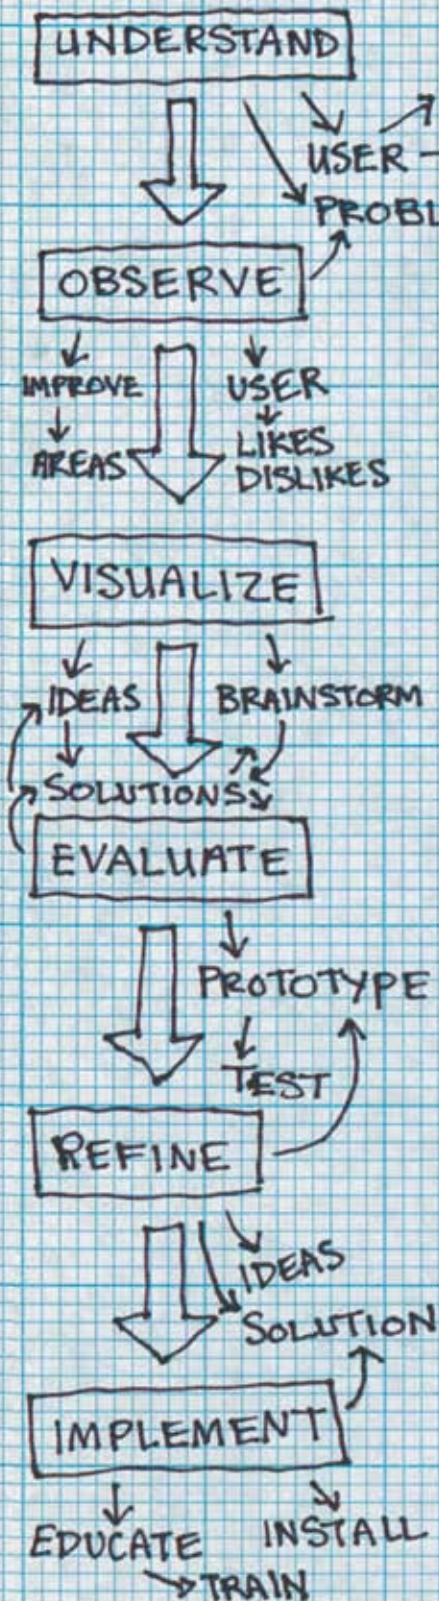 UNDERSTAND
USER
PROBL
OBSERVE
IMPROVE USER
AREAS LIKES
DISLIKES
VISUALIZE
IDEAS BRAINSTORM
SOLUTIONS
EVALUATE
PROTOTYPE
TEST
REFINE
IDEAS
SOLUTION
IMPLEMENT
EDUCATE INSTALL
TRAIN